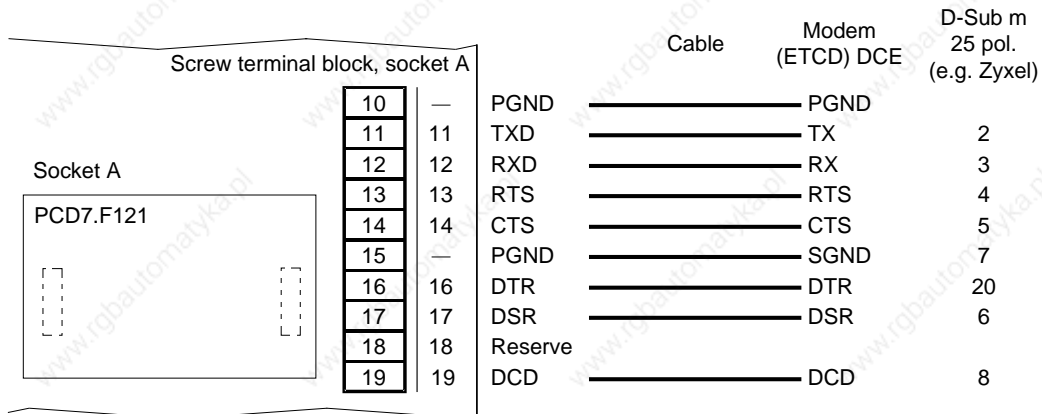 D-Sub m
Cable Modem 25 pol.
(ETCD) DCE (e.g. Zyxel)
Screw terminal block, socket A
10 — PGND PGND
11 11 TXD TX 2
12 12 RXD RX 3
Socket A
13 13 RTS RTS 4
PCD7.F121
14 14 CTS CTS 5
15 — PGND SGND 7
16 16 DTR DTR 20
17 17 DSR DSR 6
18 18 Reserve
19 19 DCD DCD 8
www.rgbautomatyka.pl